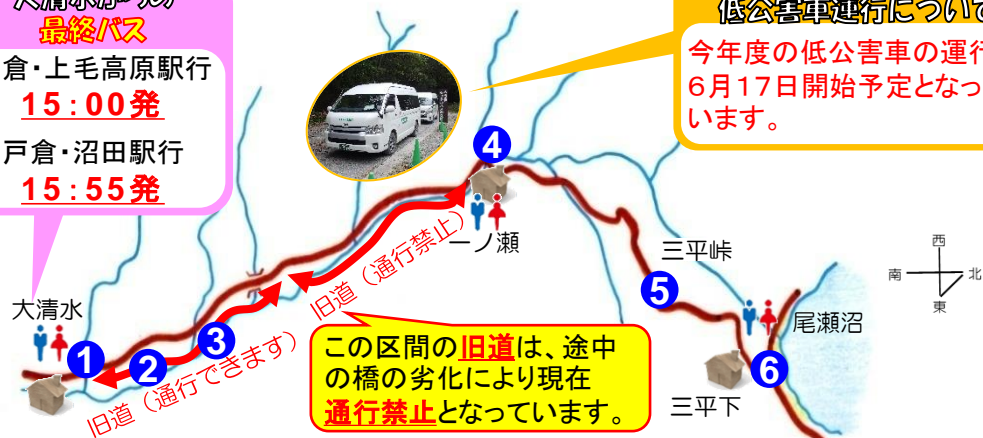 最終バス
倉・上毛高原駅行
15:00発
戸倉・沼田駅行
15:55発
低公害車運行について
今年度の低公害車の運行
6月17日開始予定となっ
います。
4
一ノ瀬
旧道（通行禁止）
三平峠
5
西
南
北
東
大清水
1
2
3
旧道（通行できます）
この区間の旧道は、途中
の橋の劣化により現在
通行禁止となっています。
尾瀬沼
6
三平下